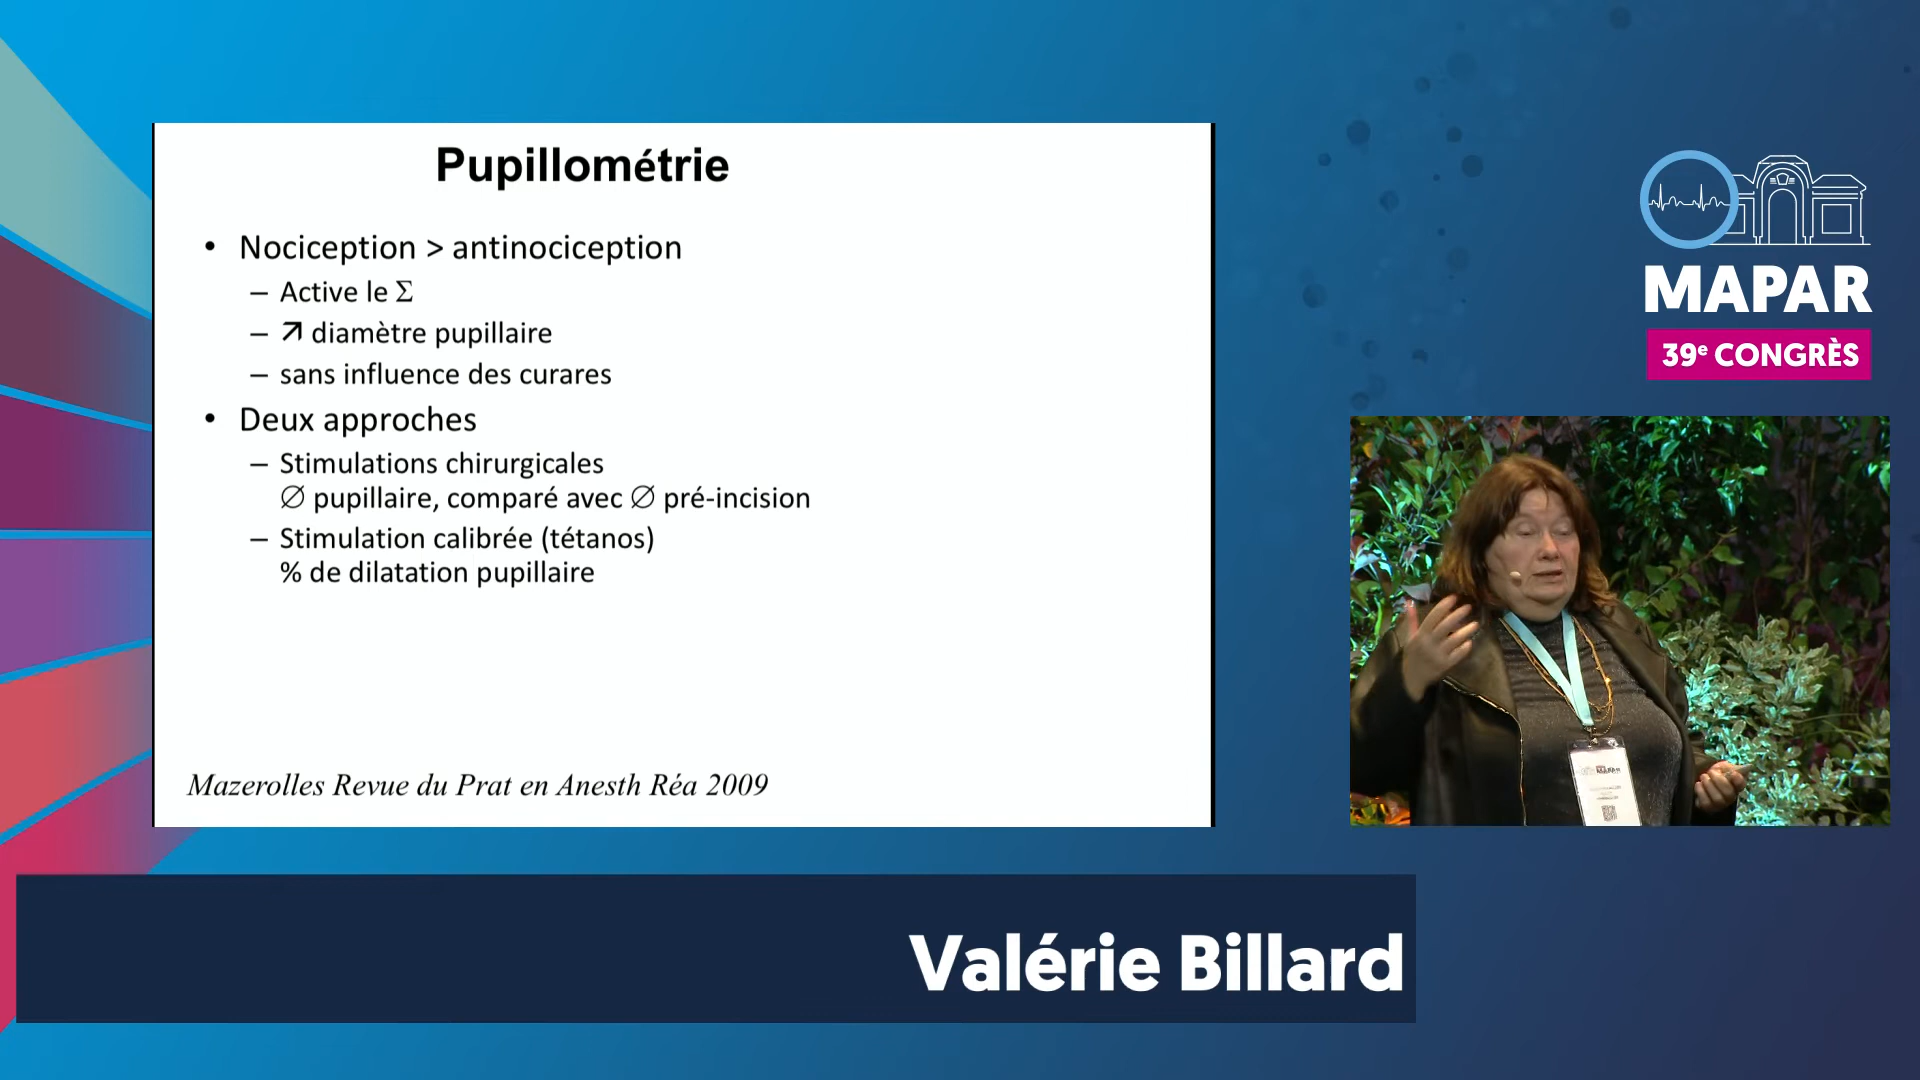 Pupillométrie
• Nociception > antinociception
– Active le Σ
– ↗ diamètre pupillaire
– sans influence des curares
• Deux approches
– Stimulations chirurgicales
∅ pupillaire, comparé avec ∅ pré-incision
– Stimulation calibrée (tétanos)
% de dilatation pupillaire
Mazerolles Revue du Prat en Anesth Réa 2009
MAPAR
39e CONGRÈS
MAPAR
Valérie Billard